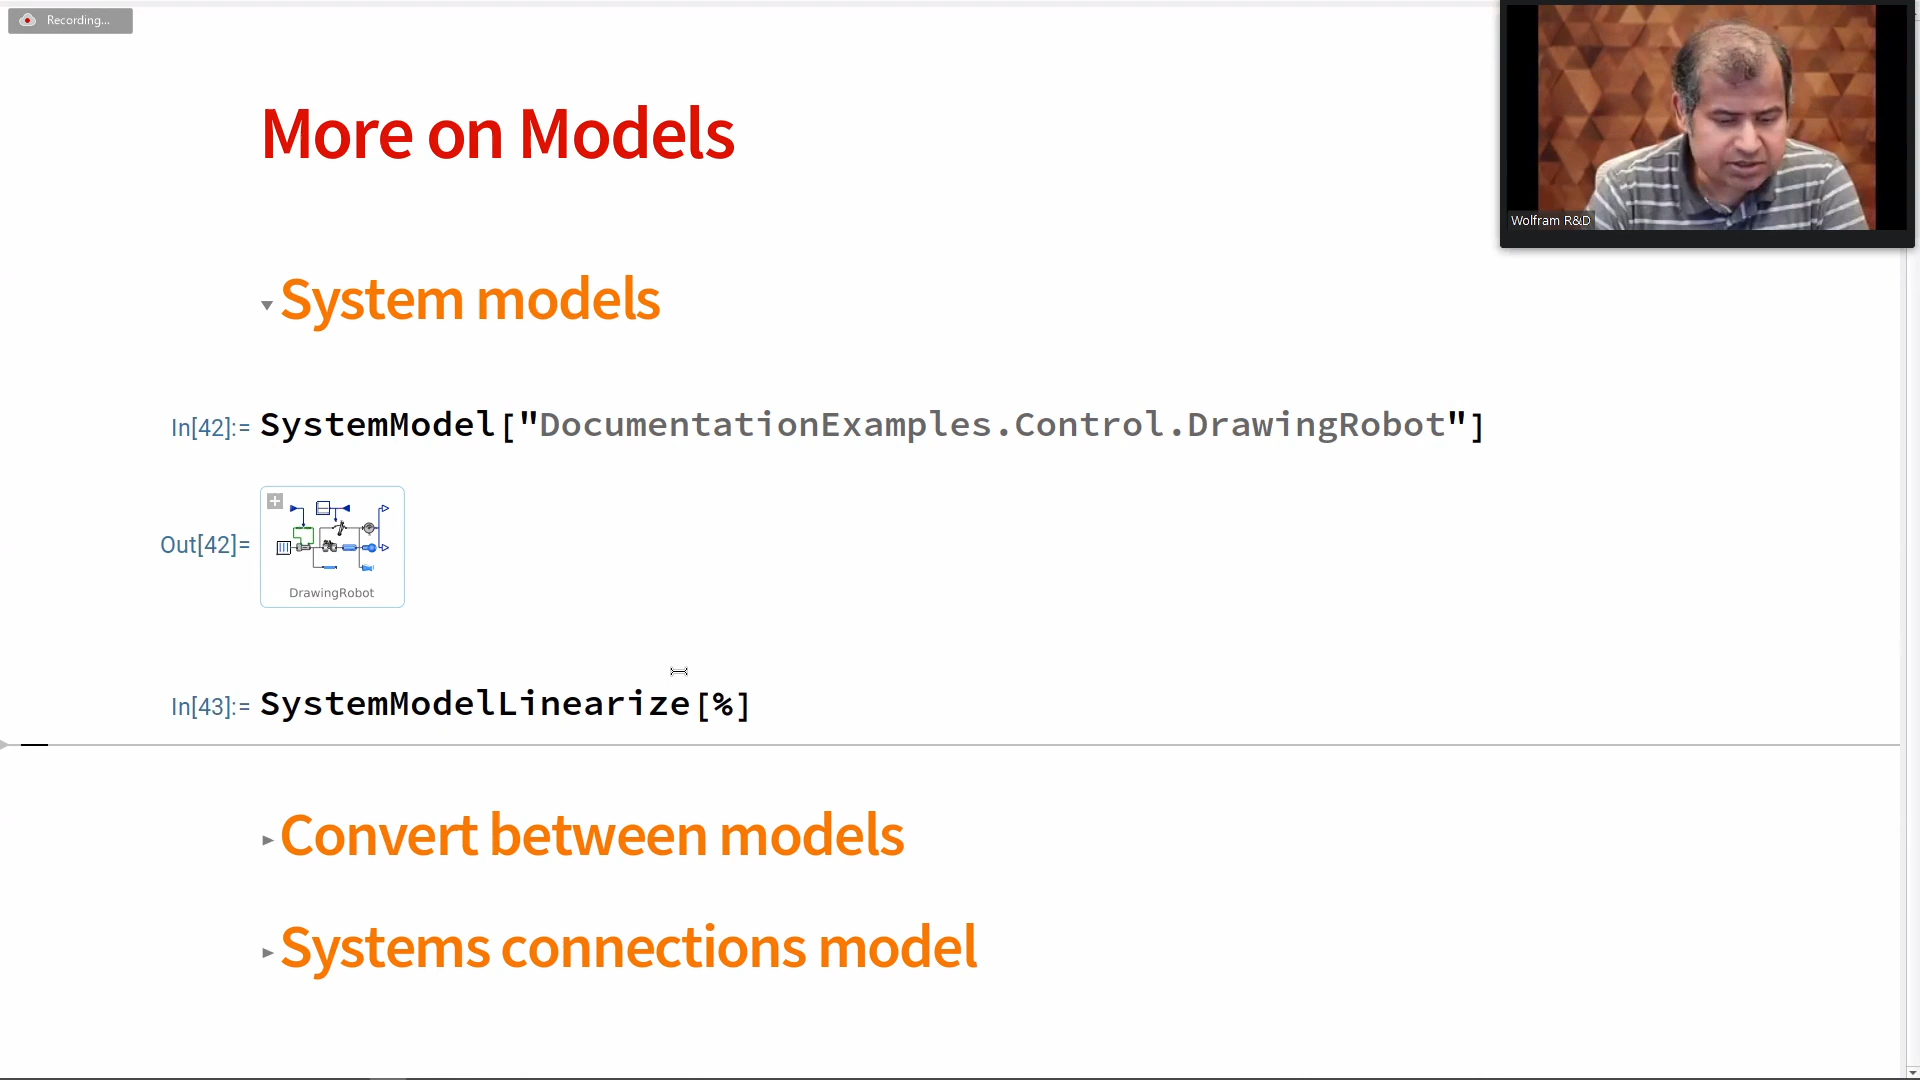 Recording...
Wolfram R&D
More on Models
System models
In[42]:= SystemModel["DocumentationExamples.Control.DrawingRobot"]
Out[42]=
DrawingRobot
In[43]:= SystemModelLinearize[%]
Convert between models
Systems connections model